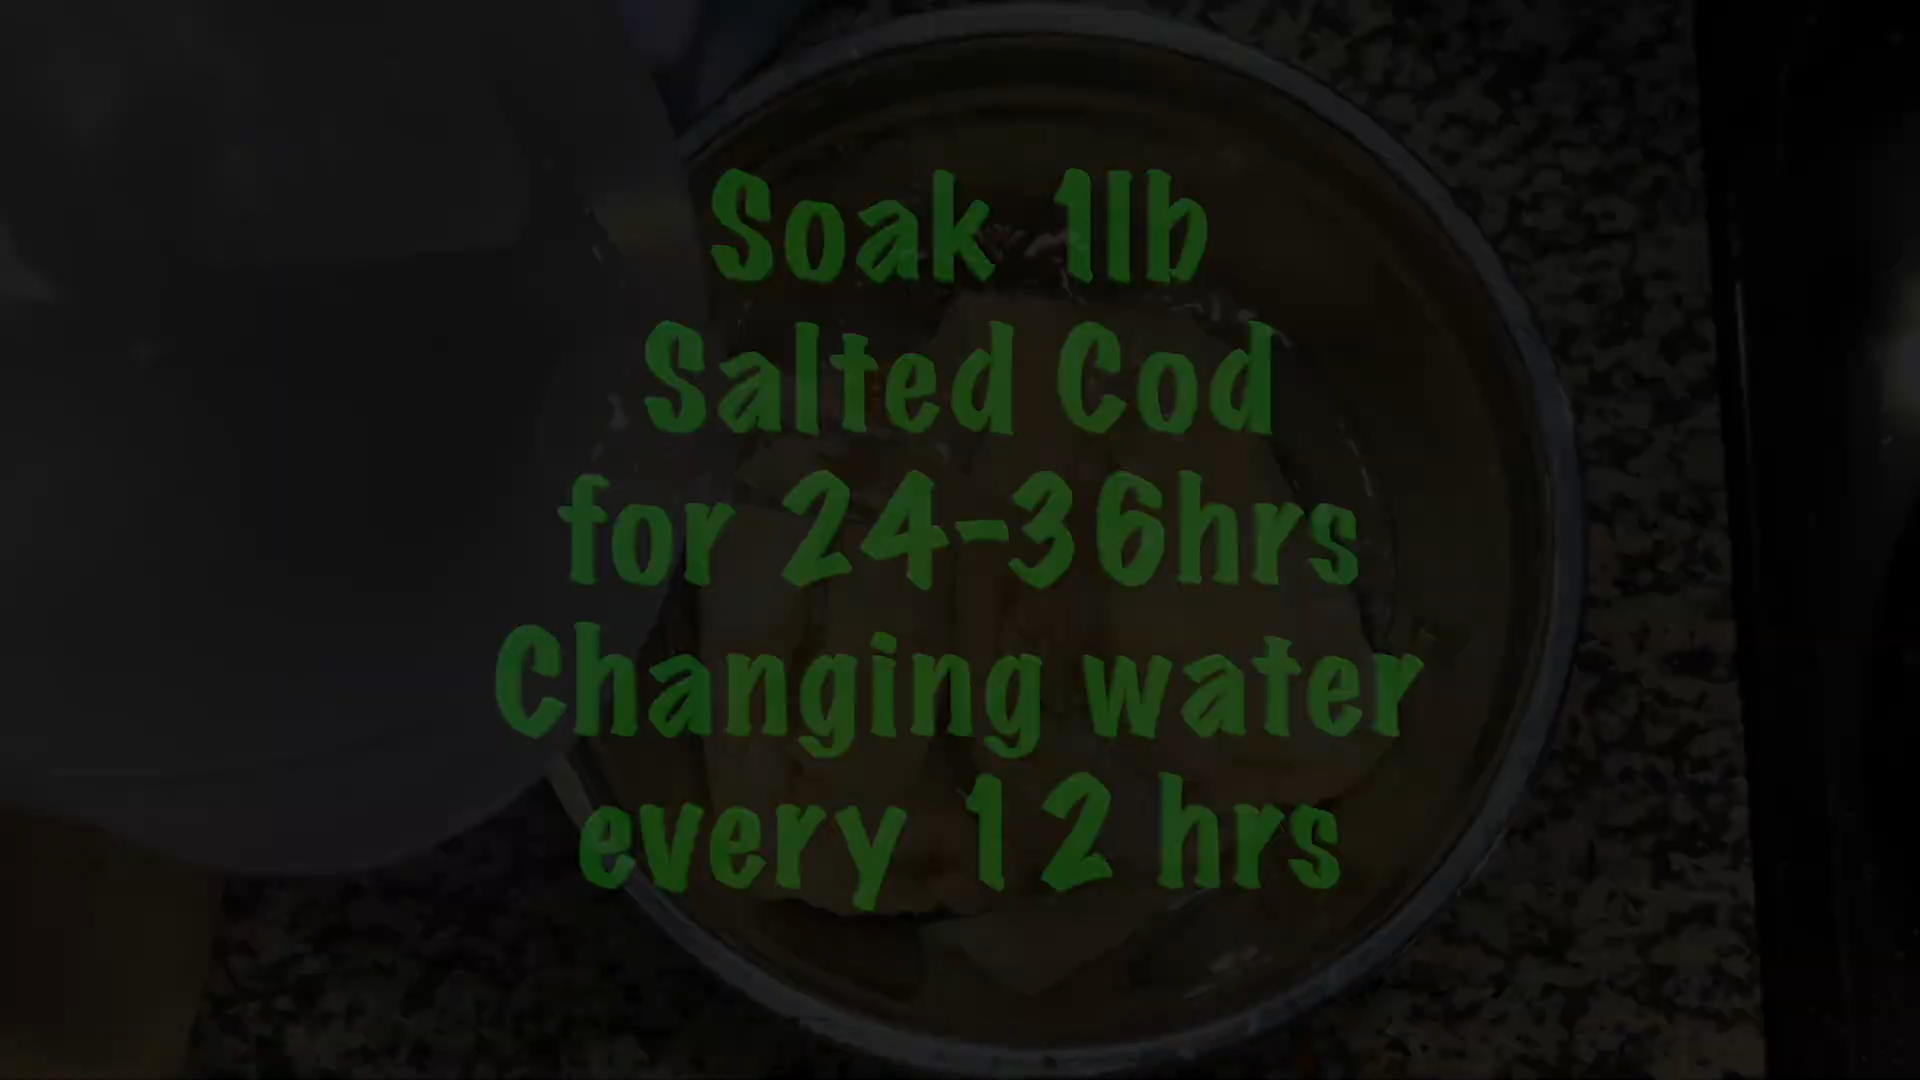 Soak 1lb
Salted Cod
for 24-36hrs
Changing water
every 12 hrs